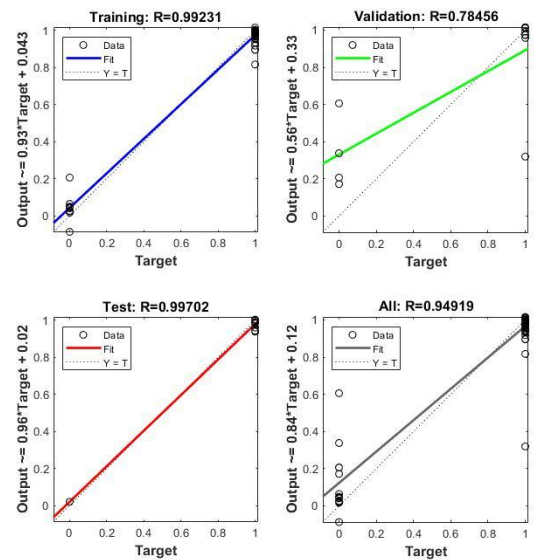 Training: R=0.99231
Output ~= 0.93*Target + 0.043
1
0.8
0.6
0.4
0.2
0
Data
Fit
Y = T
0 0.2 0.4 0.6 0.8 1
Target
Validation: R=0.78456
Output ~= 0.56*Target + 0.33
1
0.8
0.6
0.4
0.2
0
Data
Fit
Y = T
0 0.2 0.4 0.6 0.8 1
Target
Test: R=0.99702
Output ~= 0.96*Target + 0.02
1
0.8
0.6
0.4
0.2
0
Data
Fit
Y = T
0 0.2 0.4 0.6 0.8 1
Target
All: R=0.94919
Output ~= 0.84*Target + 0.12
1
0.8
0.6
0.4
0.2
0
Data
Fit
Y = T
0 0.2 0.4 0.6 0.8 1
Target